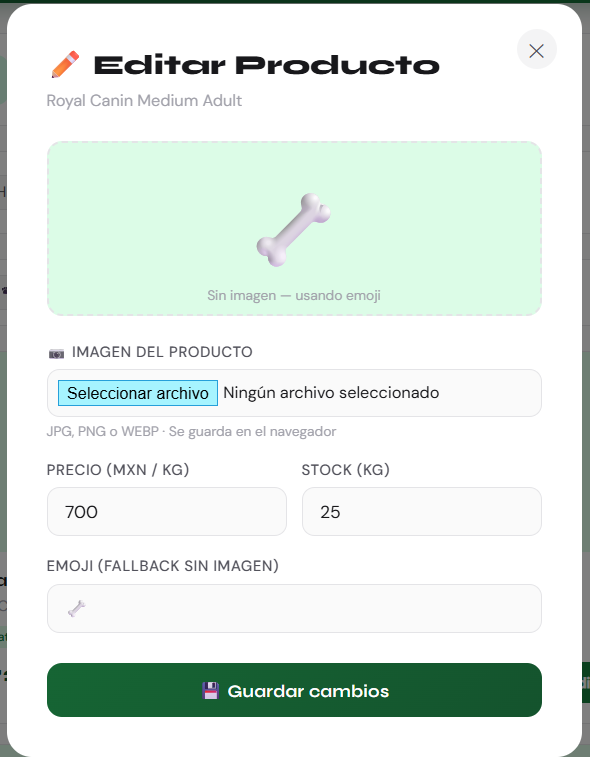 ✏️ Editar Producto
Royal Canin Medium Adult
Sin imagen — usando emoji
📷 IMAGEN DEL PRODUCTO
Seleccionar archivo Ningún archivo seleccionado
JPG, PNG o WEBP · Se guarda en el navegador
PRECIO (MXN / KG) STOCK (KG)
700 25
EMOJI (FALLBACK SIN IMAGEN)
🦴
💾 Guardar cambios